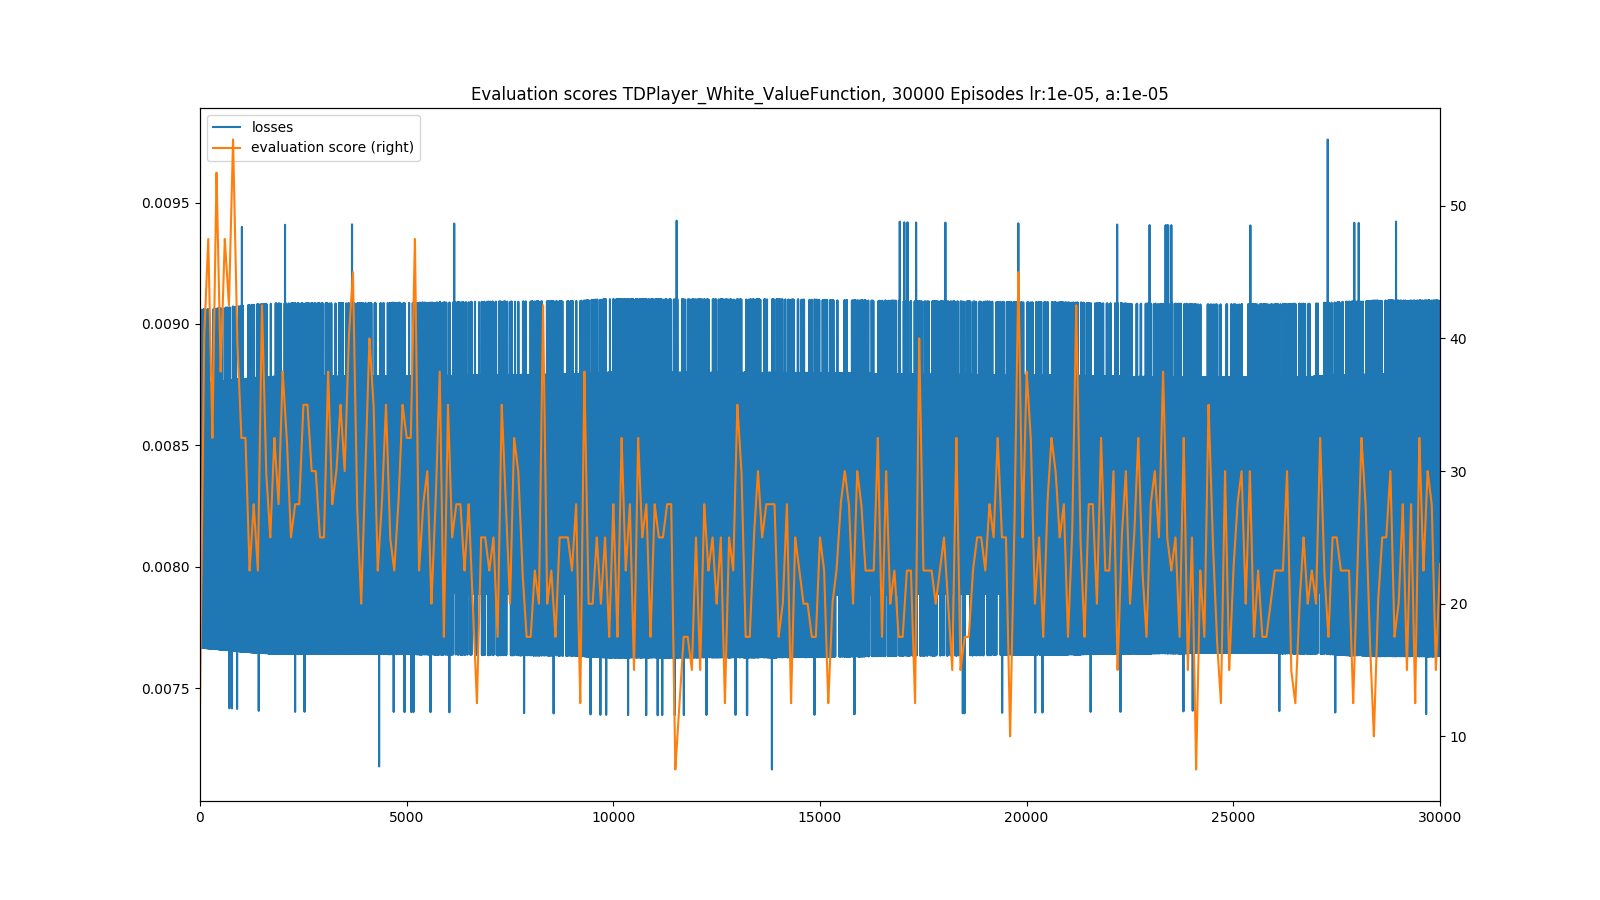 Evaluation scores TDPlayer_White_ValueFunction, 30000 Episodes lr:1e-05, a:1e-05
losses
evaluation score (right)
0.0095
0.0090
0.0085
0.0080
0.0075
50
40
30
20
10
0 5000 10000 15000 20000 25000 30000